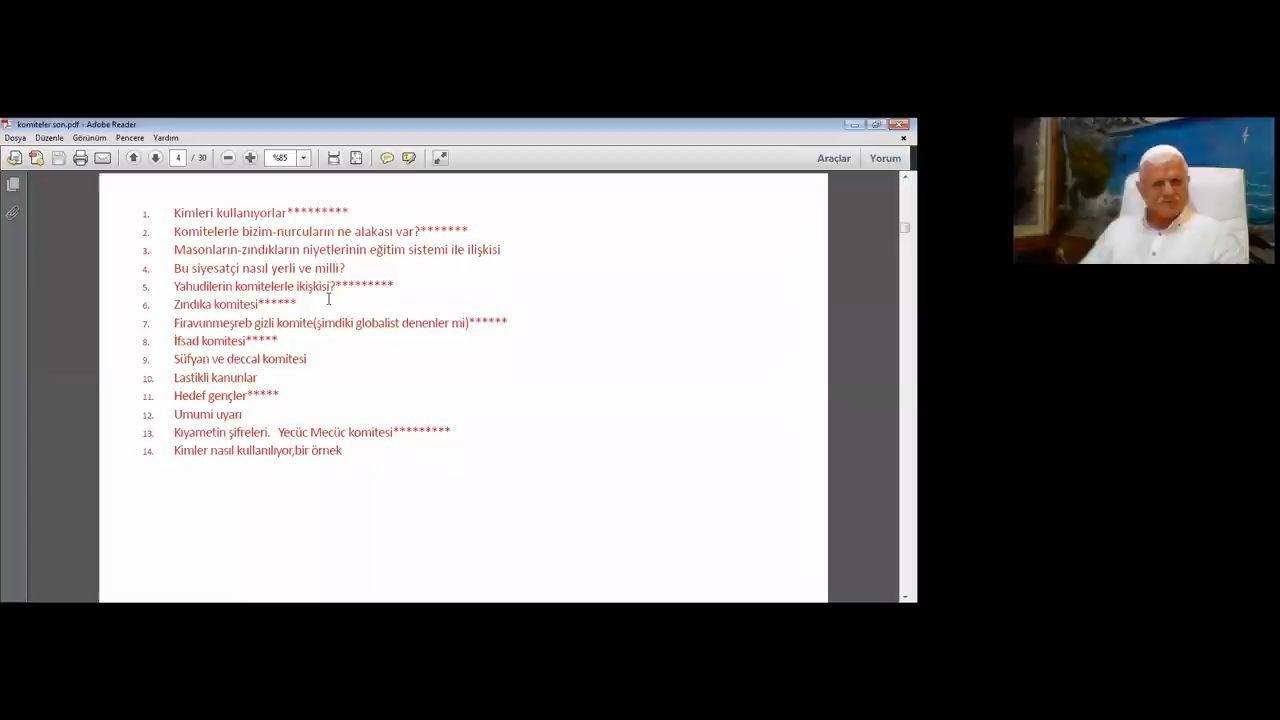 komiteler son.pdf - Adobe Reader
Dosya Düzenle Görünüm Pencere Yardım
4 / 30 %85 Araçlar Yorum
1. Kimleri kullanıyorlar*********
2. Komitelerle bizim-nurcuların ne alakası var?*******
3. Masonların-zındıkların niyetlerinin eğitim sistemi ile ilişkisi
4. Bu siyesatçi nasıl yerli ve milli?
5. Yahudilerin komitelerle ikişkisi?*********
6. Zındıka komitesi******
7. Firavunmeşreb gizli komite(şimdiki globalist denenler mi)******
8. İfsad komitesi*****
9. Süfyan ve deccal komitesi
10. Lastikli kanunlar
11. Hedef gençler*****
12. Umumi uyarı
13. Kıyametin şifreleri. Yecüc Mecüc komitesi*********
14. Kimler nasıl kullanılıyor,bir örnek